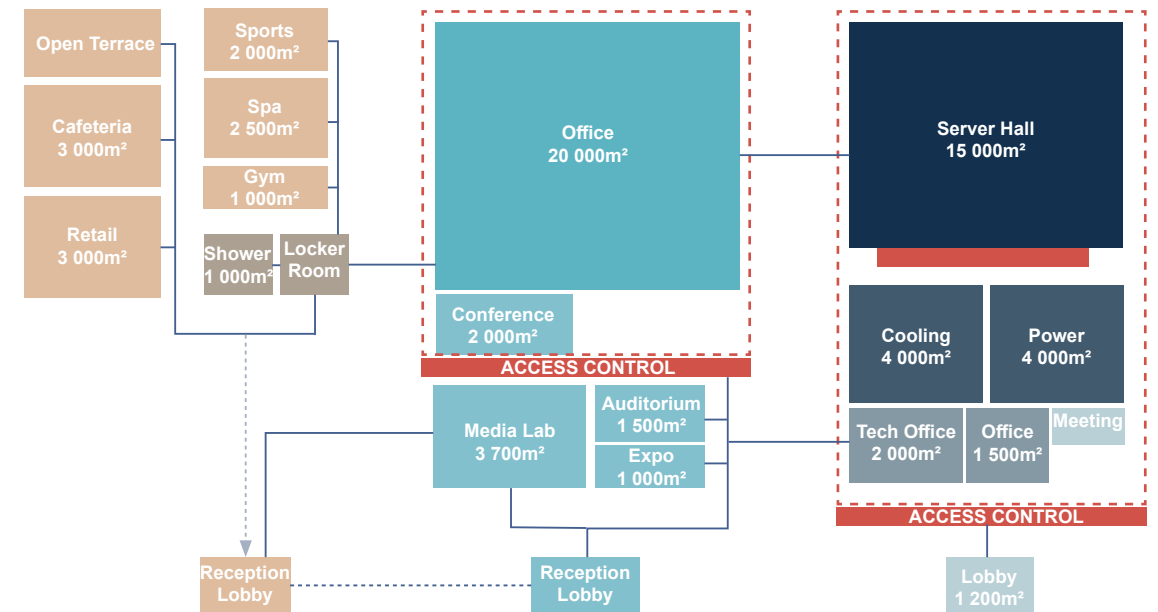 Open Terrace
Cafeteria
3 000m²
Retail
3 000m²
Sports
2 000m²
Spa
2 500m²
Gym
1 000m²
Shower
1 000m²
Locker
Room
Office
20 000m²
Conference
2 000m²
ACCESS CONTROL
Media Lab
3 700m²
Auditorium
1 500m²
Expo
1 000m²
Server Hall
15 000m²
Cooling
4 000m²
Power
4 000m²
Tech Office
2 000m²
Office
1 500m²
Meeting
ACCESS CONTROL
Reception
Lobby
Reception
Lobby
Lobby
1 200m²